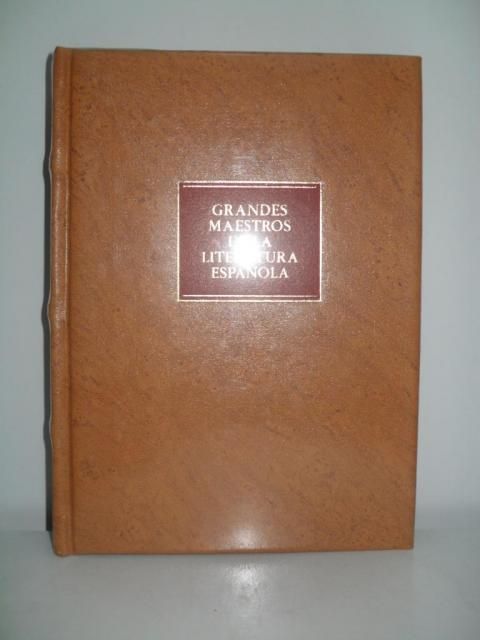 GRANDES
MAESTROS
DE LA
LITERATURA
ESPAÑOLA